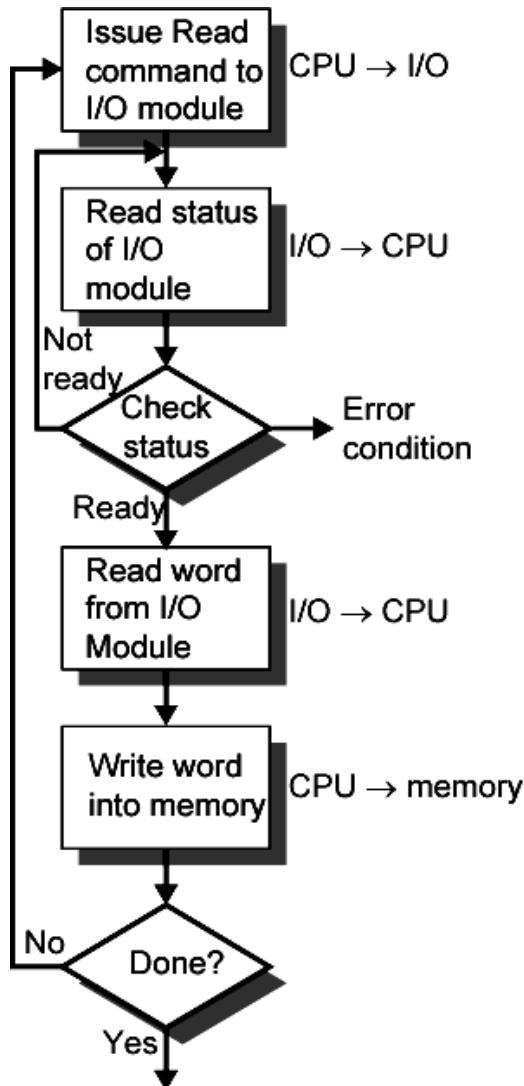 Issue Read
command to
I/O module
CPU → I/O
Read status
of I/O
module
I/O → CPU
Not
ready
Check
status
Error
condition
Ready
Read word
from I/O
Module
I/O → CPU
Write word
into memory
CPU → memory
No
Done?
Yes